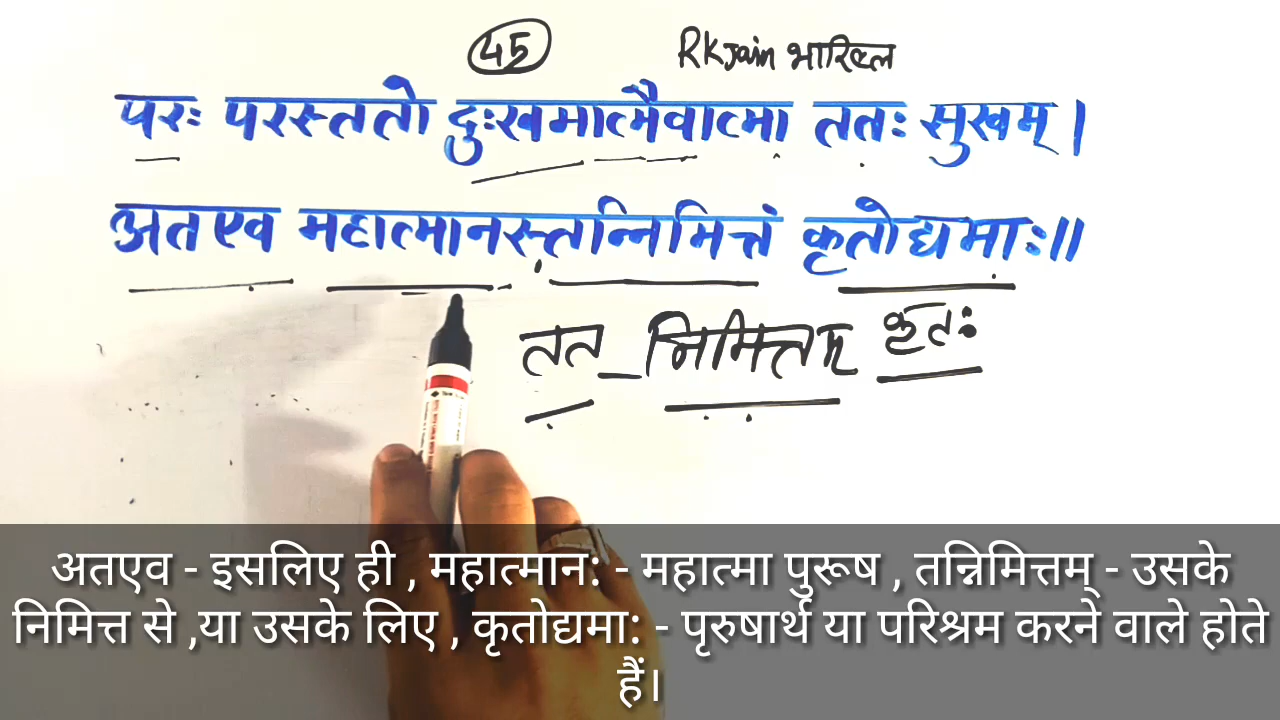 45 RKJain भारिल्ल
परः परस्ततो दुःखमात्मैवात्मा ततः सुखम् ।
अतएव महात्मानस्तन्निमित्तं कृतोद्यमाः॥
तत निमित्तम् कृतः
अतएव - इसलिए ही , महात्मान: - महात्मा पुरूष , तन्निमित्तम् - उसके
निमित्त से ,या उसके लिए , कृतोद्यमा: - पृरुषार्थ या परिश्रम करने वाले होते
हैं।